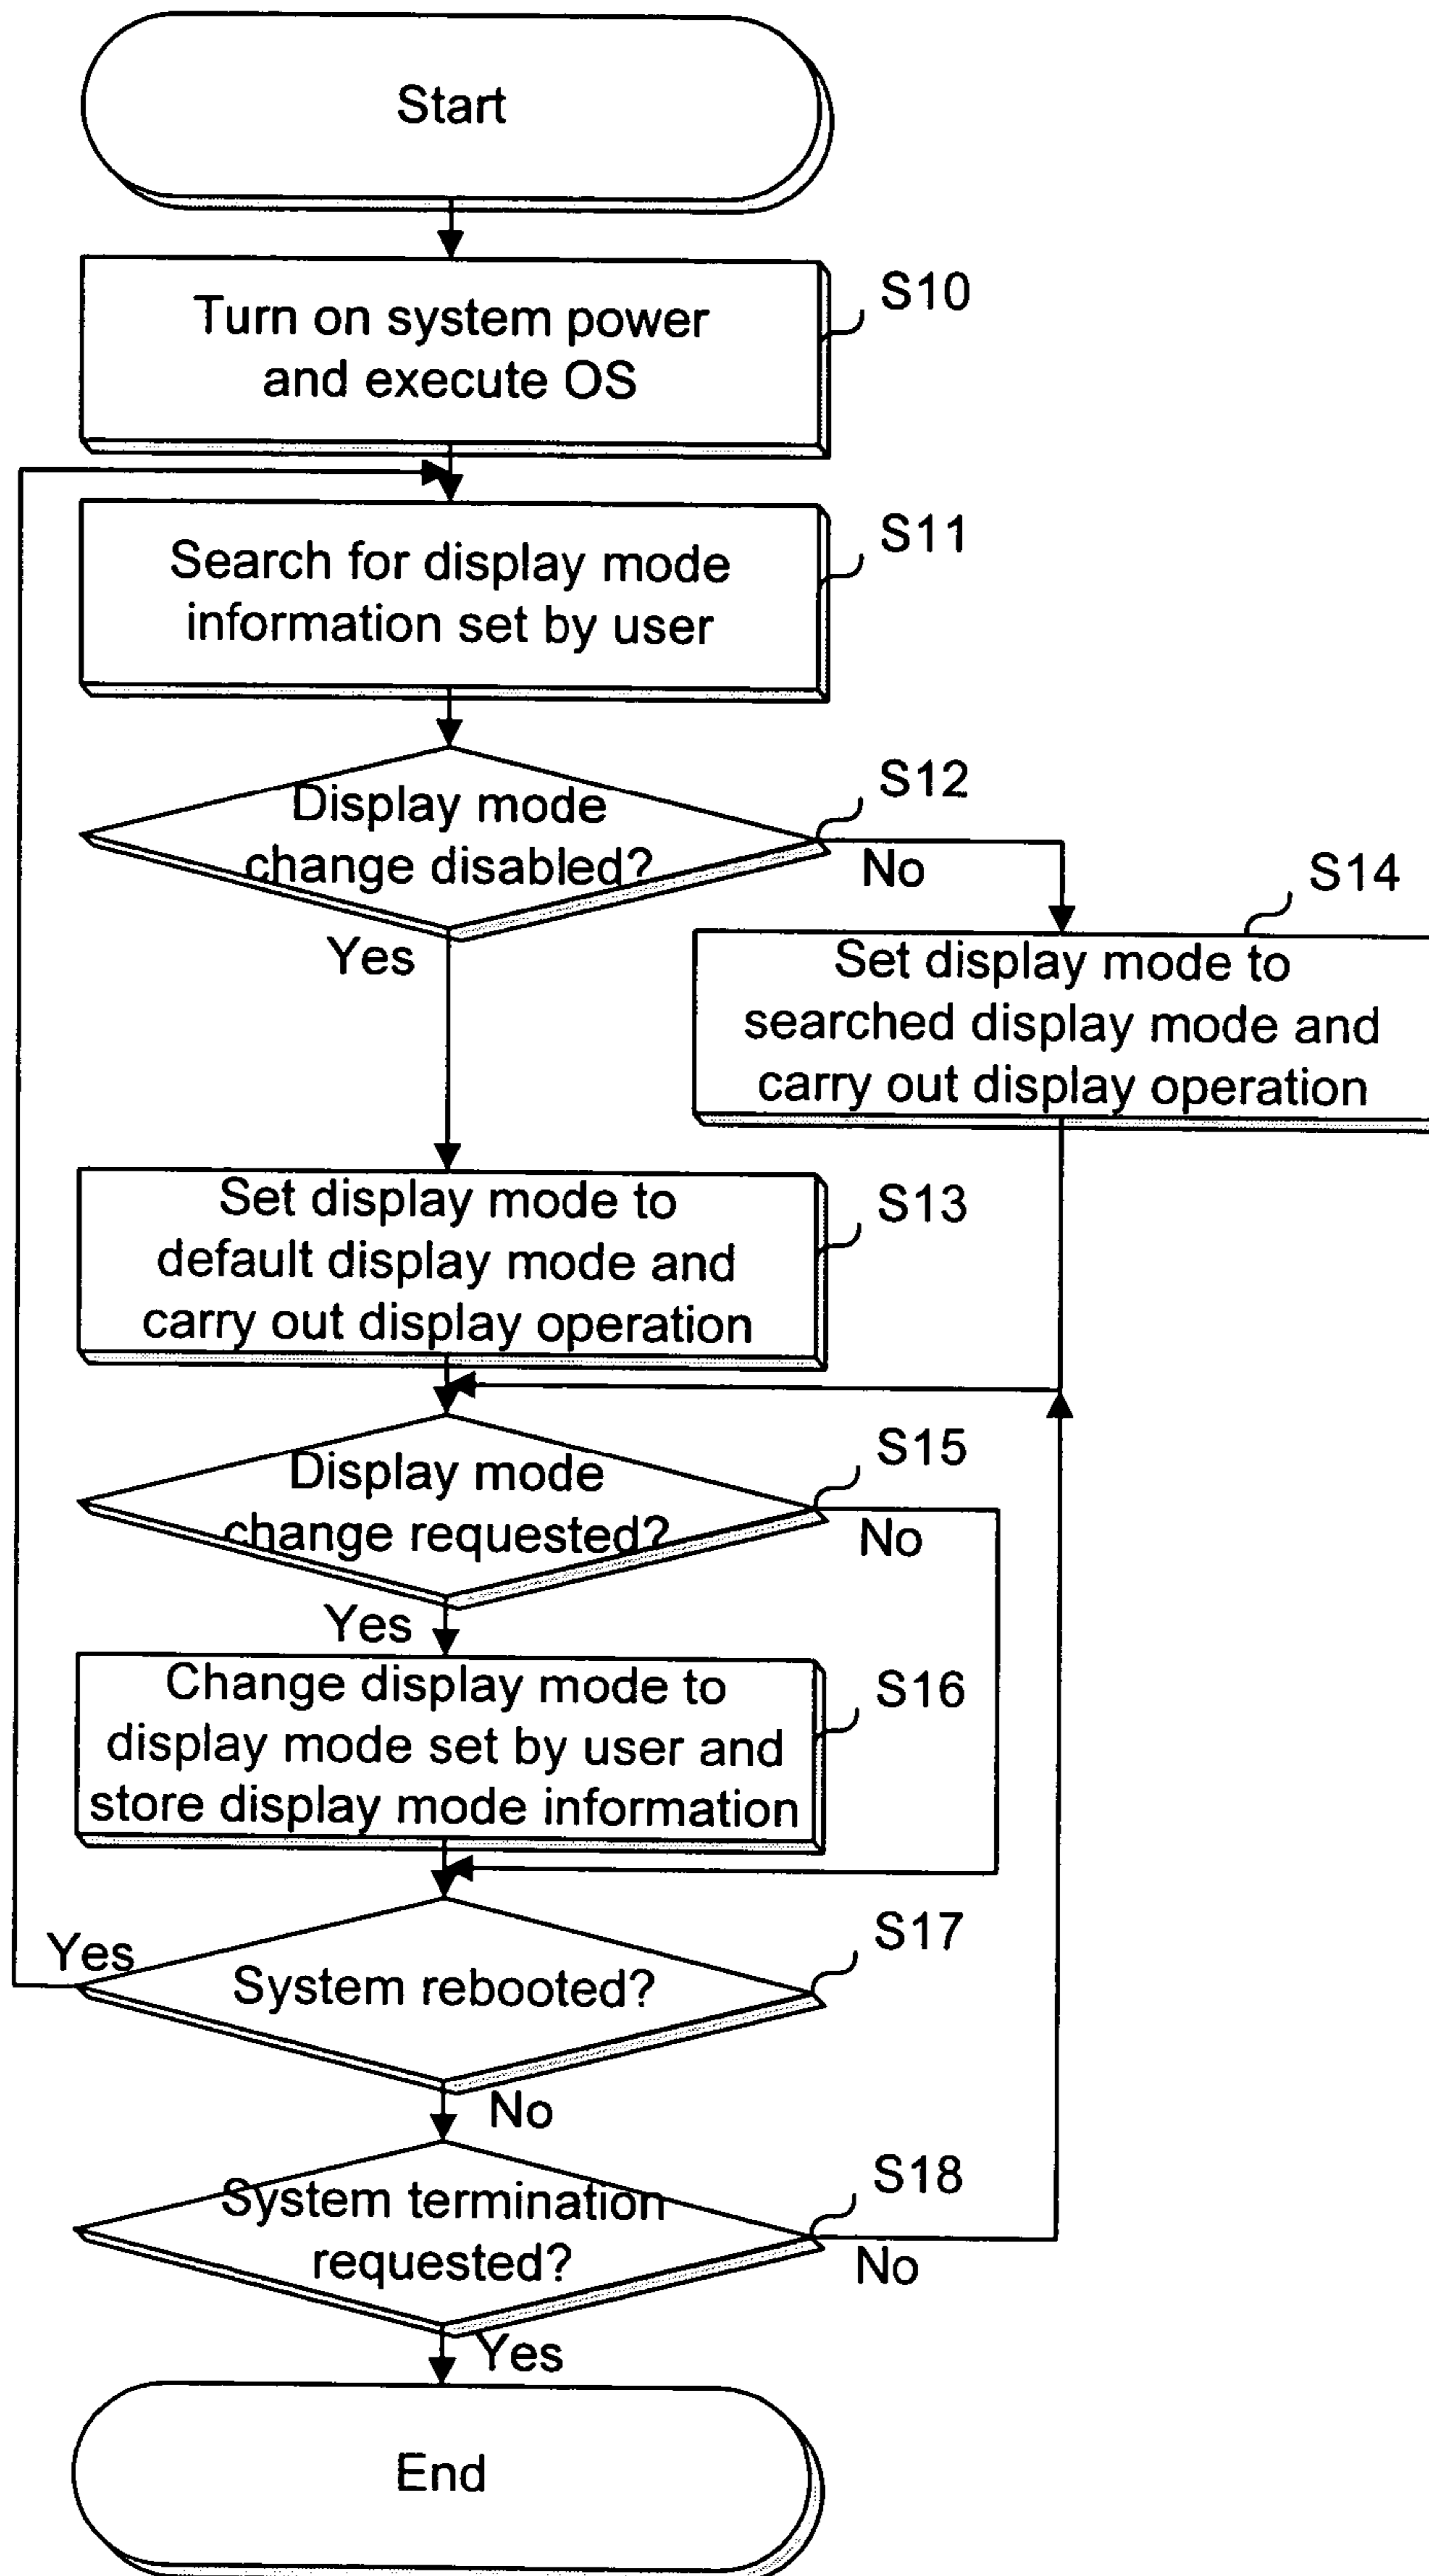 Start
Turn on system power
and execute OS
S10
Search for display mode
information set by user
S11
Display mode
change disabled?
S12
No
Yes
S14
Set display mode to
searched display mode and
carry out display operation
Set display mode to
default display mode and
carry out display operation
S13
Display mode
change requested?
S15
No
Yes
Change display mode to
display mode set by user and
store display mode information
S16
System rebooted?
S17
Yes
No
System termination
requested?
S18
No
Yes
End